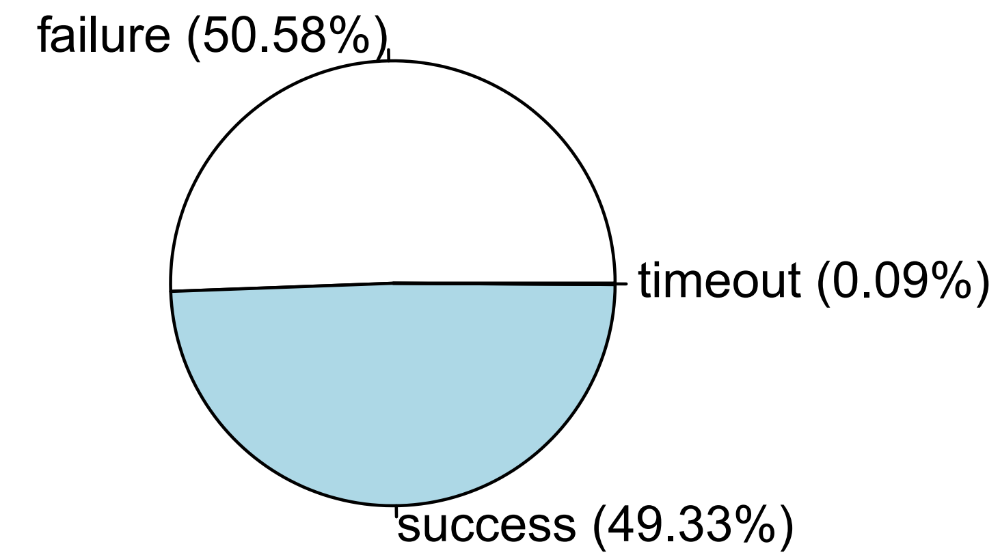 failure (50.58%)
timeout (0.09%)
success (49.33%)